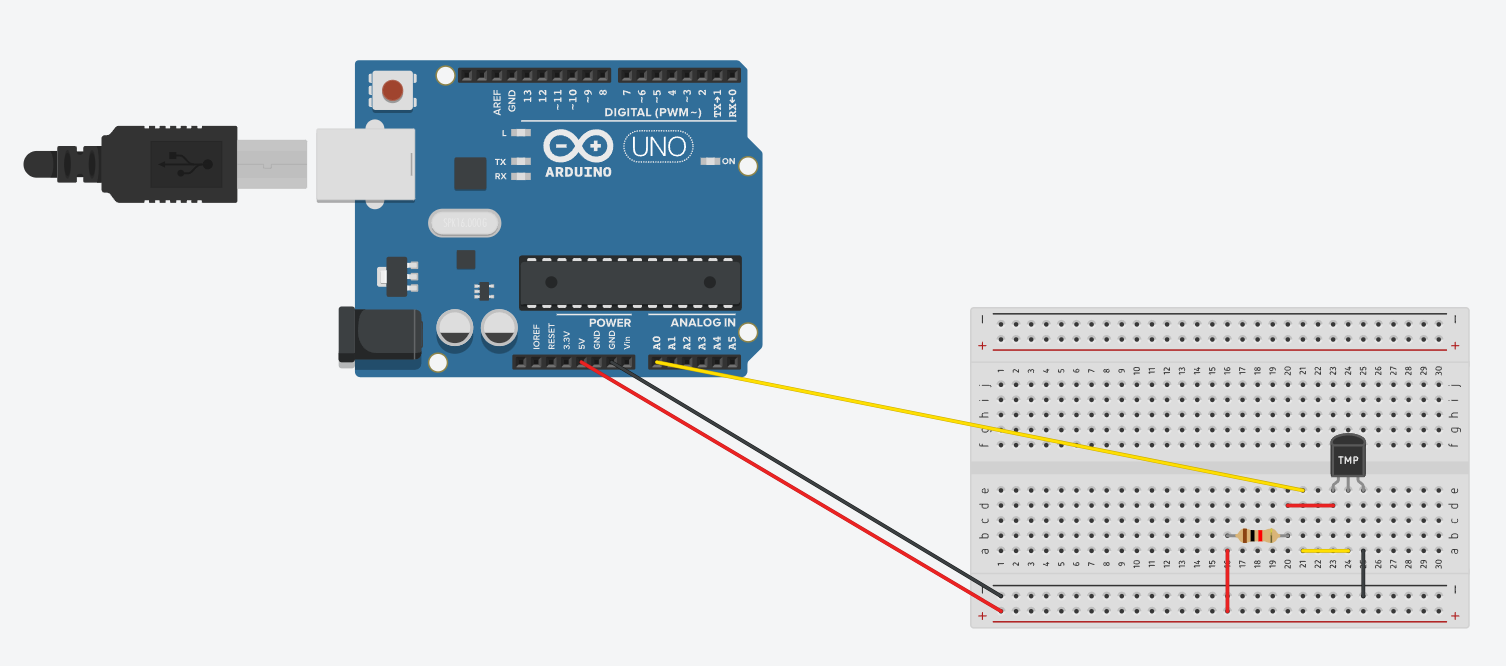 AREF GND 13 12 ~11 ~10 ~9 8 7 ~6 ~5 4 ~3 2 TX→1 RX←0
DIGITAL (PWM~)
L
TX
RX
UNO
ON
ARDUINO
POWER
ANALOG IN
IOREF RESET 3.3V 5V GND GND Vin A0 A1 A2 A3 A4 A5
− −
+ +
1 2 3 4 5 6 7 8 9 10 11 12 13 14 15 16 17 18 19 20 21 22 23 24 25 26 27 28 29 30
j j
i i
h h
g g
f f
TMP
e e
d d
c c
b b
a a
1 2 3 4 5 6 7 8 9 10 11 12 13 14 15 17 18 19 20 21 22 23 24 26 27 28 29 30
− −
+ +